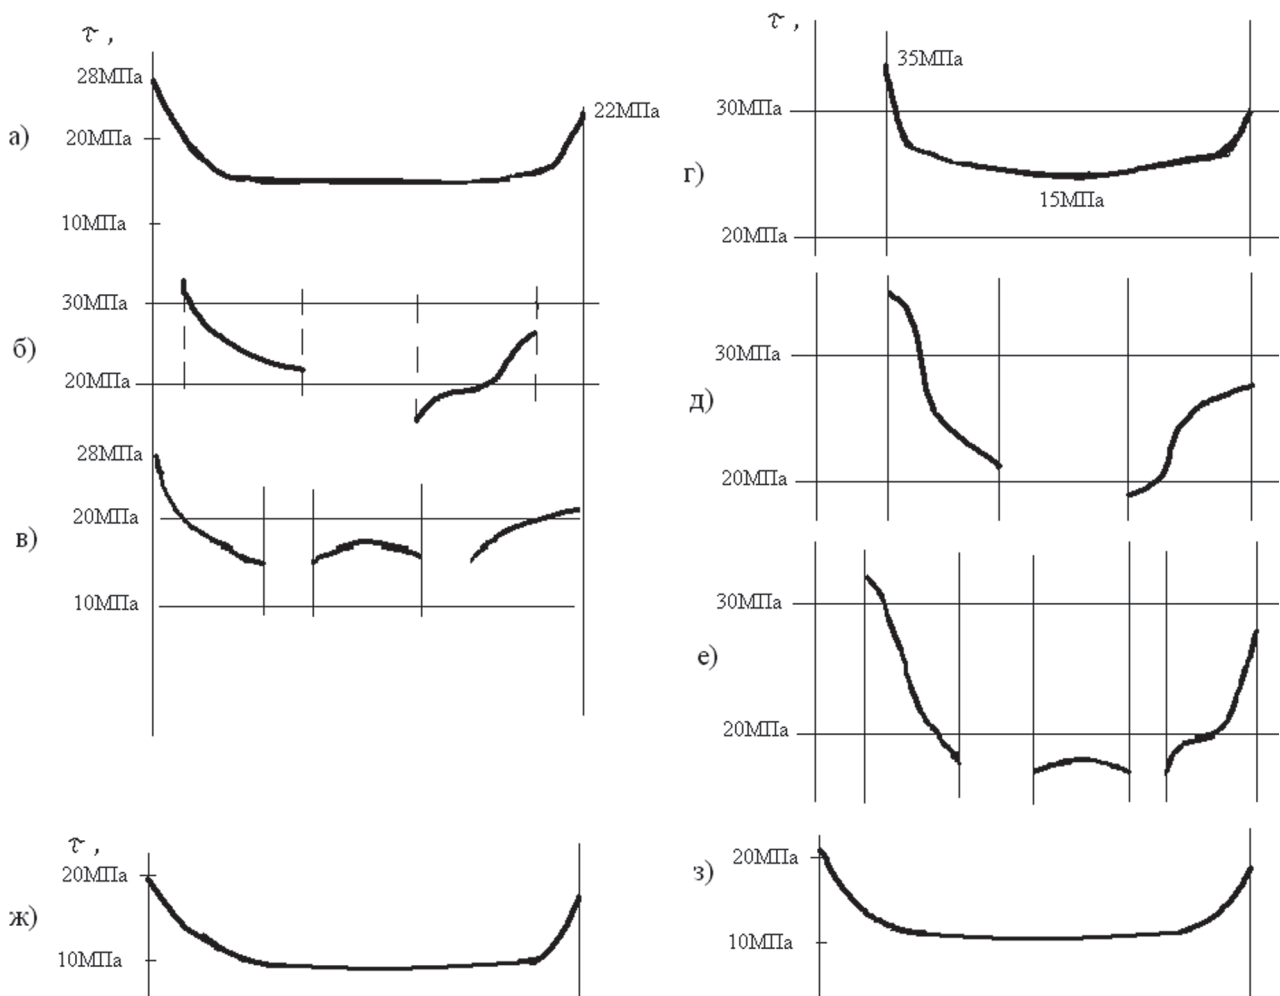 τ ,
28МПа
22МПа
а)
20МПа
10МПа
30МПа
б)
20МПа
28МПа
20МПа
в)
10МПа
τ ,
20МПа
ж)
10МПа
τ ,
35МПа
30МПа
г)
15МПа
20МПа
30МПа
д)
20МПа
30МПа
е)
20МПа
20МПа
з)
10МПа